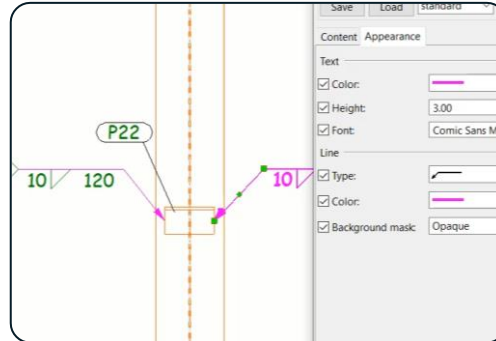 Save Load standard
Content Appearance
Text
Color:
Height: 3.00
Font: Comic Sans M
Line
Type:
Color:
Background mask: Opaque
P22
10 120
10